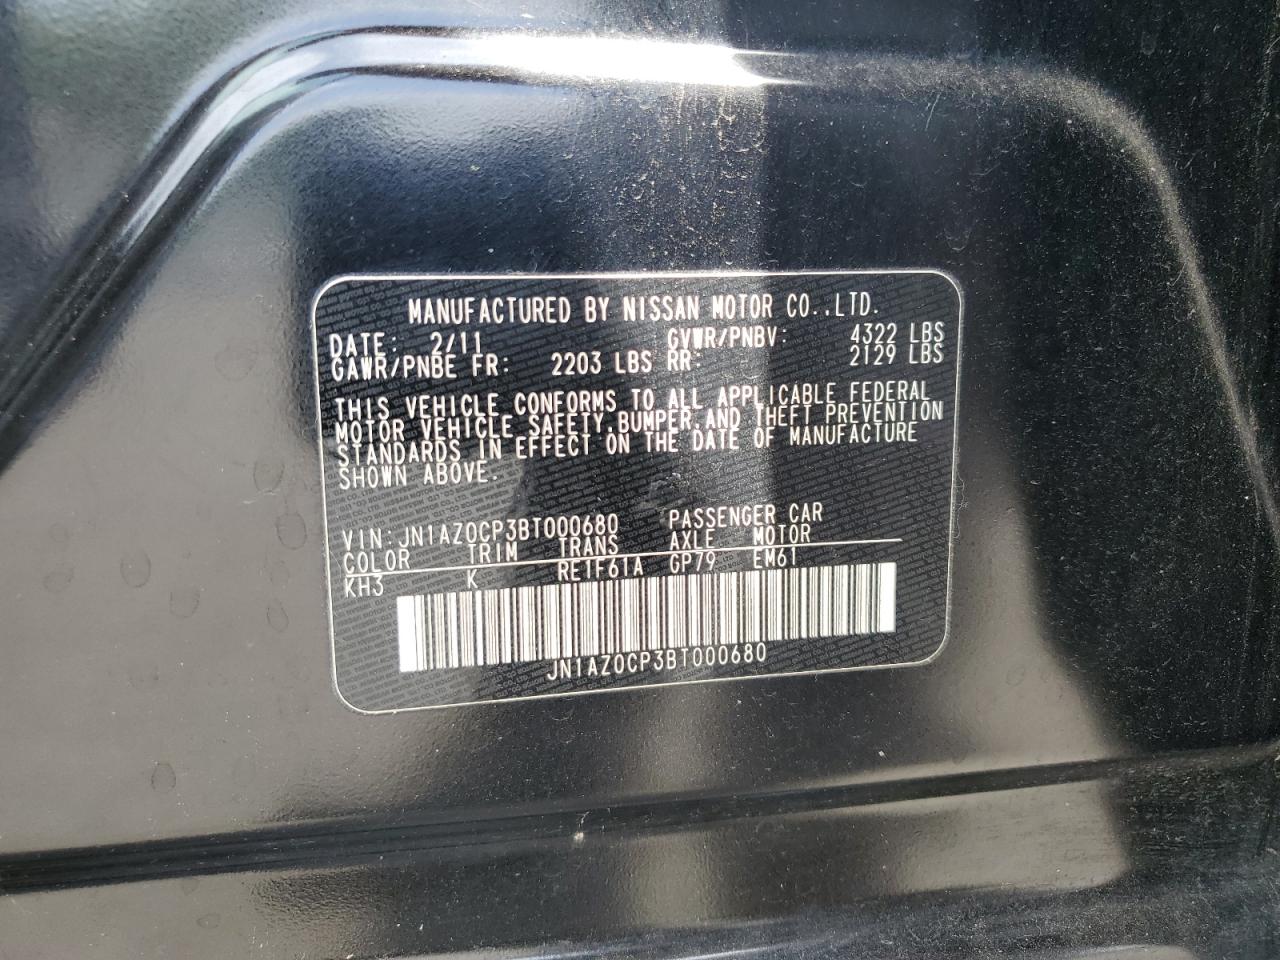 MANUFACTURED BY NISSAN MOTOR CO.,LTD.
DATE: 2/11 GVWR/PNBV: 4322 LBS
GAWR/PNBE FR: 2203 LBS RR: 2129 LBS
THIS VEHICLE CONFORMS TO ALL APPLICABLE FEDERAL
MOTOR VEHICLE SAFETY,BUMPER,AND THEFT PREVENTION
STANDARDS IN EFFECT ON THE DATE OF MANUFACTURE
SHOWN ABOVE.
VIN:JN1AZ0CP3BT000680 PASSENGER CAR
COLOR TRIM TRANS AXLE MOTOR
KH3 K RE1F61A GP79 EM61
JN1AZ0CP3BT000680